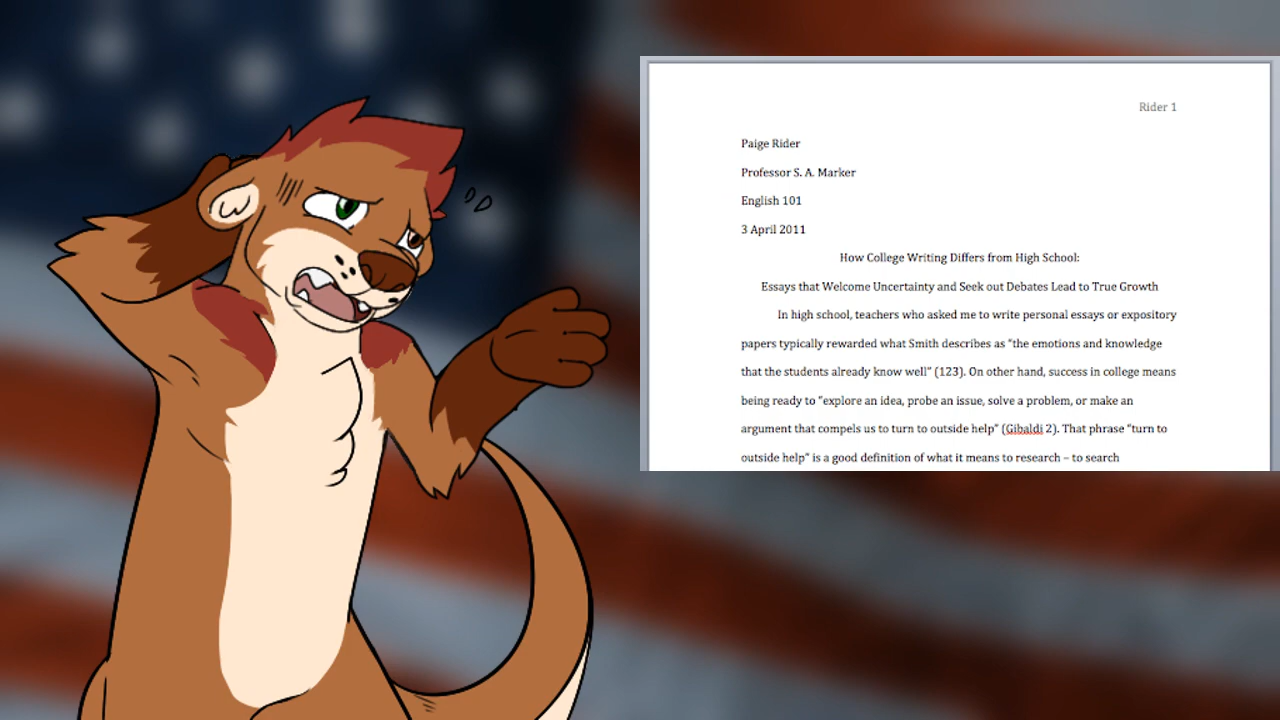 Rider 1
Paige Rider
Professor S. A. Marker
English 101
3 April 2011
How College Writing Differs from High School:
Essays that Welcome Uncertainty and Seek out Debates Lead to True Growth
In high school, teachers who asked me to write personal essays or expository
papers typically rewarded what Smith describes as “the emotions and knowledge
that the students already know well” (123). On other hand, success in college means
being ready to “explore an idea, probe an issue, solve a problem, or make an
argument that compels us to turn to outside help” (Gibaldi 2). That phrase “turn to
outside help” is a good definition of what it means to research – to search